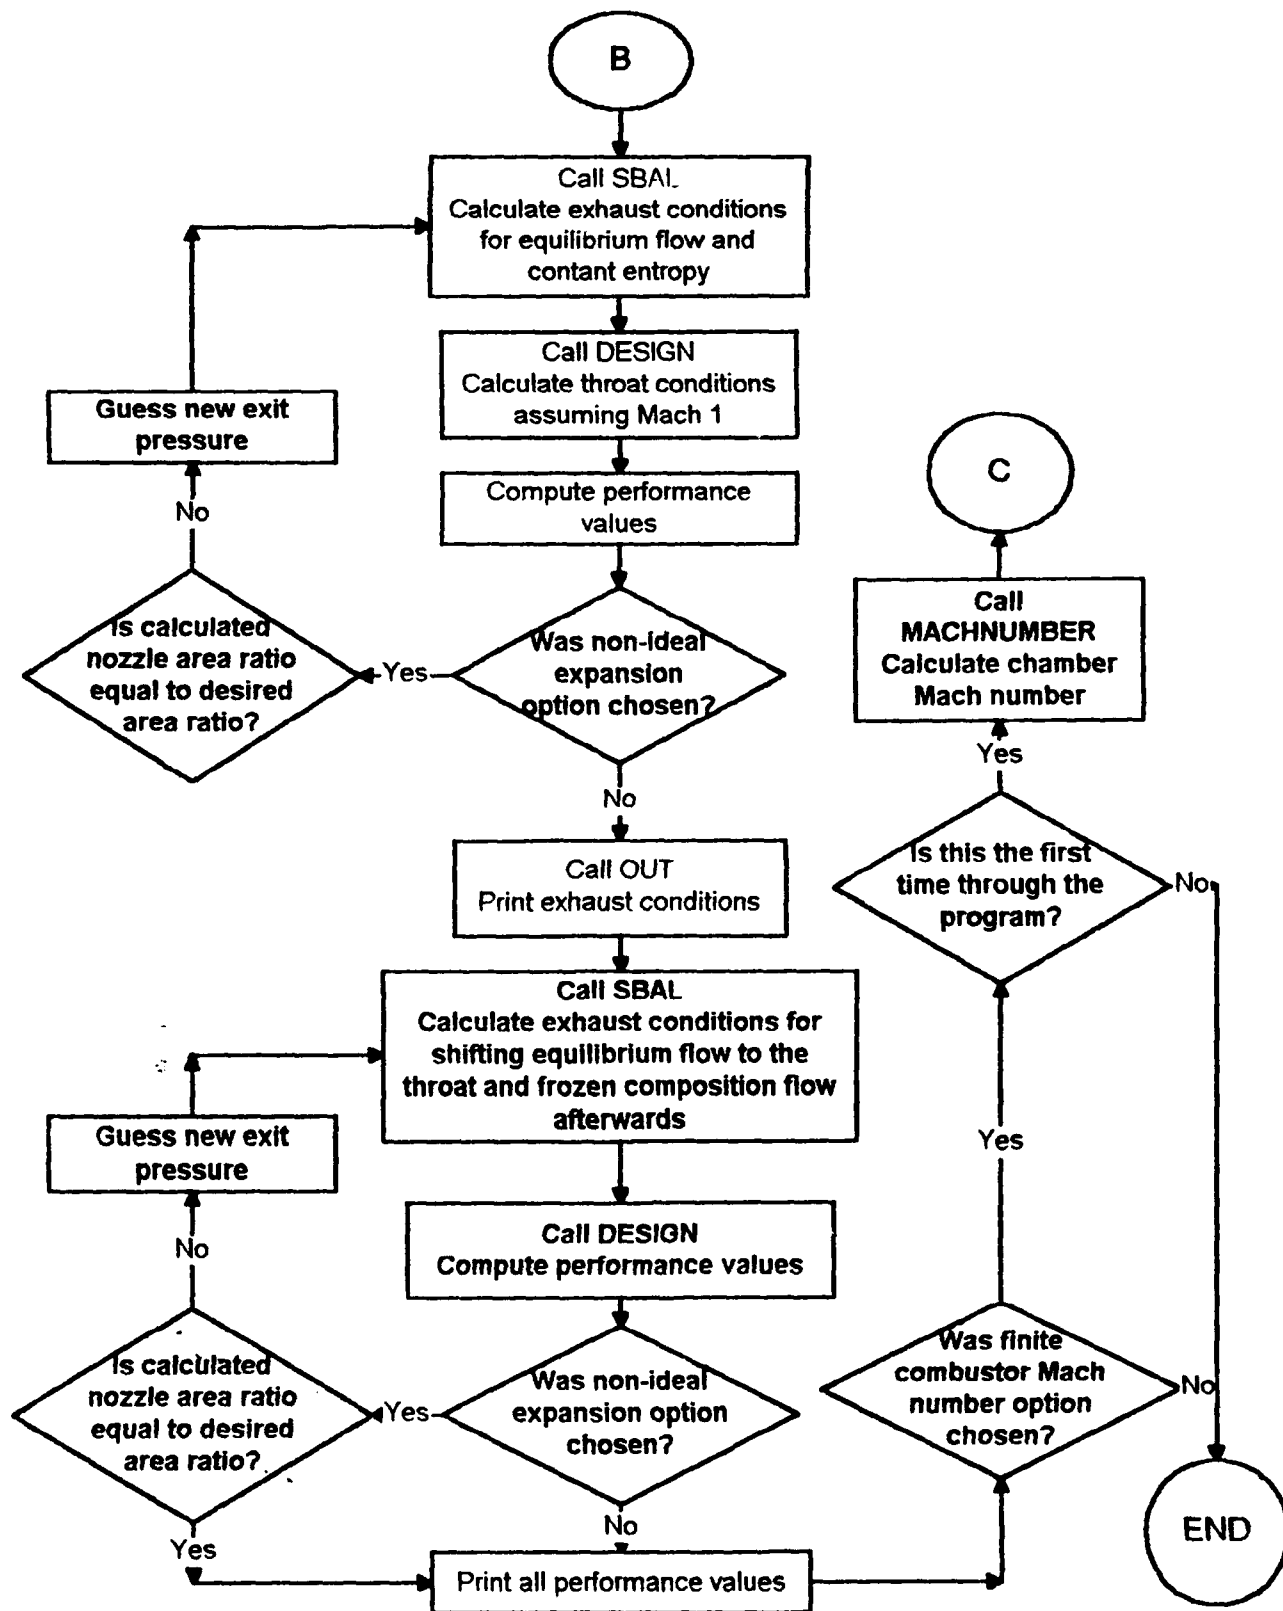 B
Call SBAL
Calculate exhaust conditions
for equilibrium flow and
contant entropy
Call DESIGN
Calculate throat conditions
assuming Mach 1
Guess new exit
pressure
Compute performance
values
No
C
Call
MACHNUMBER
Calculate chamber
Mach number
Is calculated
nozzle area ratio
equal to desired
area ratio?
Yes
Was non-ideal
expansion
option chosen?
Yes
No
Call OUT
Print exhaust conditions
Is this the first
time through the
program?
No
Call SBAL
Calculate exhaust conditions for
shifting equilibrium flow to the
throat and frozen composition flow
afterwards
Guess new exit
pressure
Yes
No
Call DESIGN
Compute performance values
Is calculated
nozzle area ratio
equal to desired
area ratio?
Yes
Was non-ideal
expansion option
chosen?
Was finite
combustor Mach
number option
chosen?
No
Yes
No
Print all performance values
END